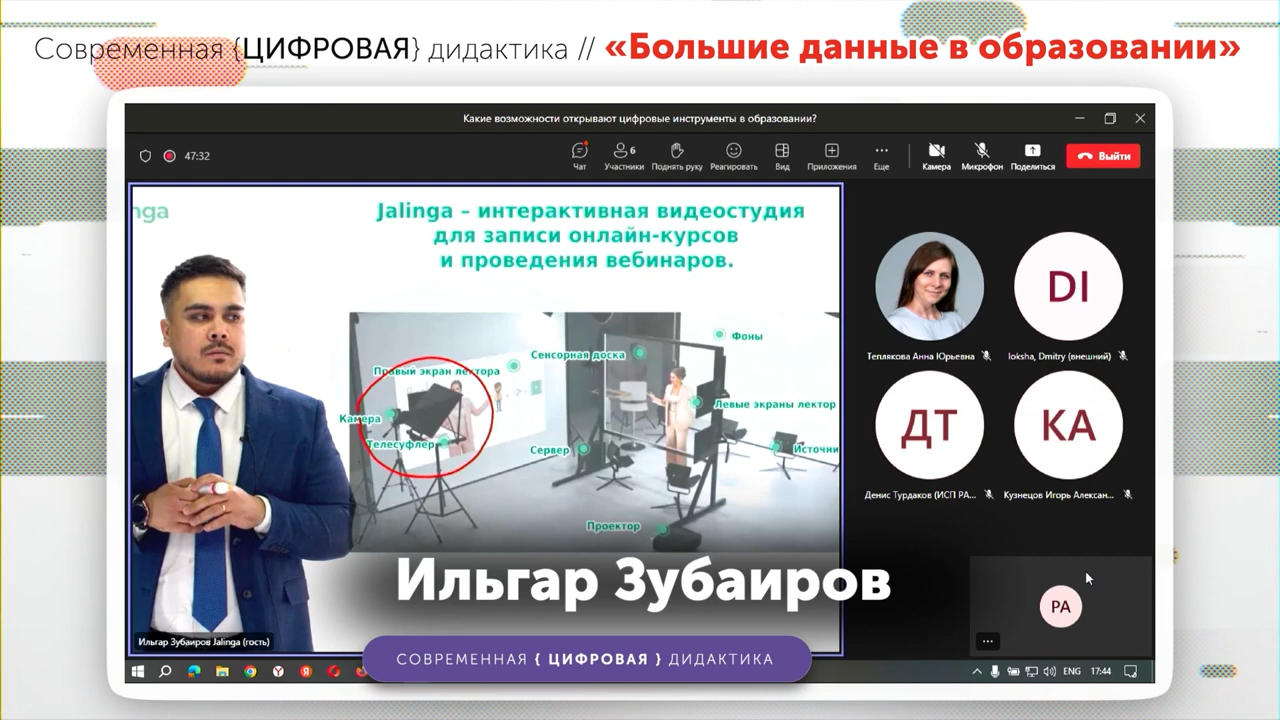 Современная {ЦИФРОВАЯ} дидактика // «Большие данные в образовании»
Какие возможности открывают цифровые инструменты в образовании?
47:32
Чат
6
Участники
Поднять руку
Реагировать
Вид
Приложения
Еще
Камера
Микрофон
Поделиться
Выйти
nga
Jalinga – интерактивная видеостудия
для записи онлайн-курсов
и проведения вебинаров.
Фоны
Сенсорная доска
Правый экран лектора
Камера
Левые экраны лектор
Телесуфлер
Сервер
Источни
Проектор
Теплякова Анна Юрьевна
DI
loksha, Dmitry (внешний)
ДТ
Денис Турдаков (ИСП РА...
КА
Кузнецов Игорь Алексан...
РА
...
Ильгар Зубаиров
Ильгар Зубаиров Jalinga (гость)
СОВРЕМЕННАЯ { ЦИФРОВАЯ } ДИДАКТИКА
ENG
17:44